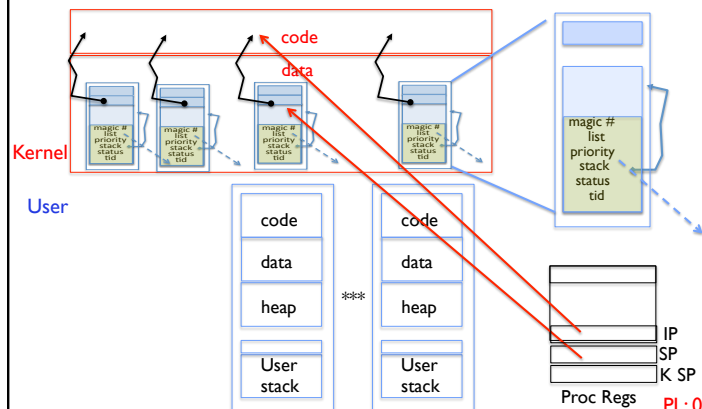 code
data
magic #
list
priority
stack
status
tid
magic #
list
priority
stack
status
tid
magic #
list
priority
stack
status
tid
magic #
list
priority
stack
status
tid
magic #
list
priority
stack
status
tid
Kernel
User
code
data
heap
User
stack
***
code
data
heap
User
stack
IP
SP
K SP
Proc Regs
PL: 0